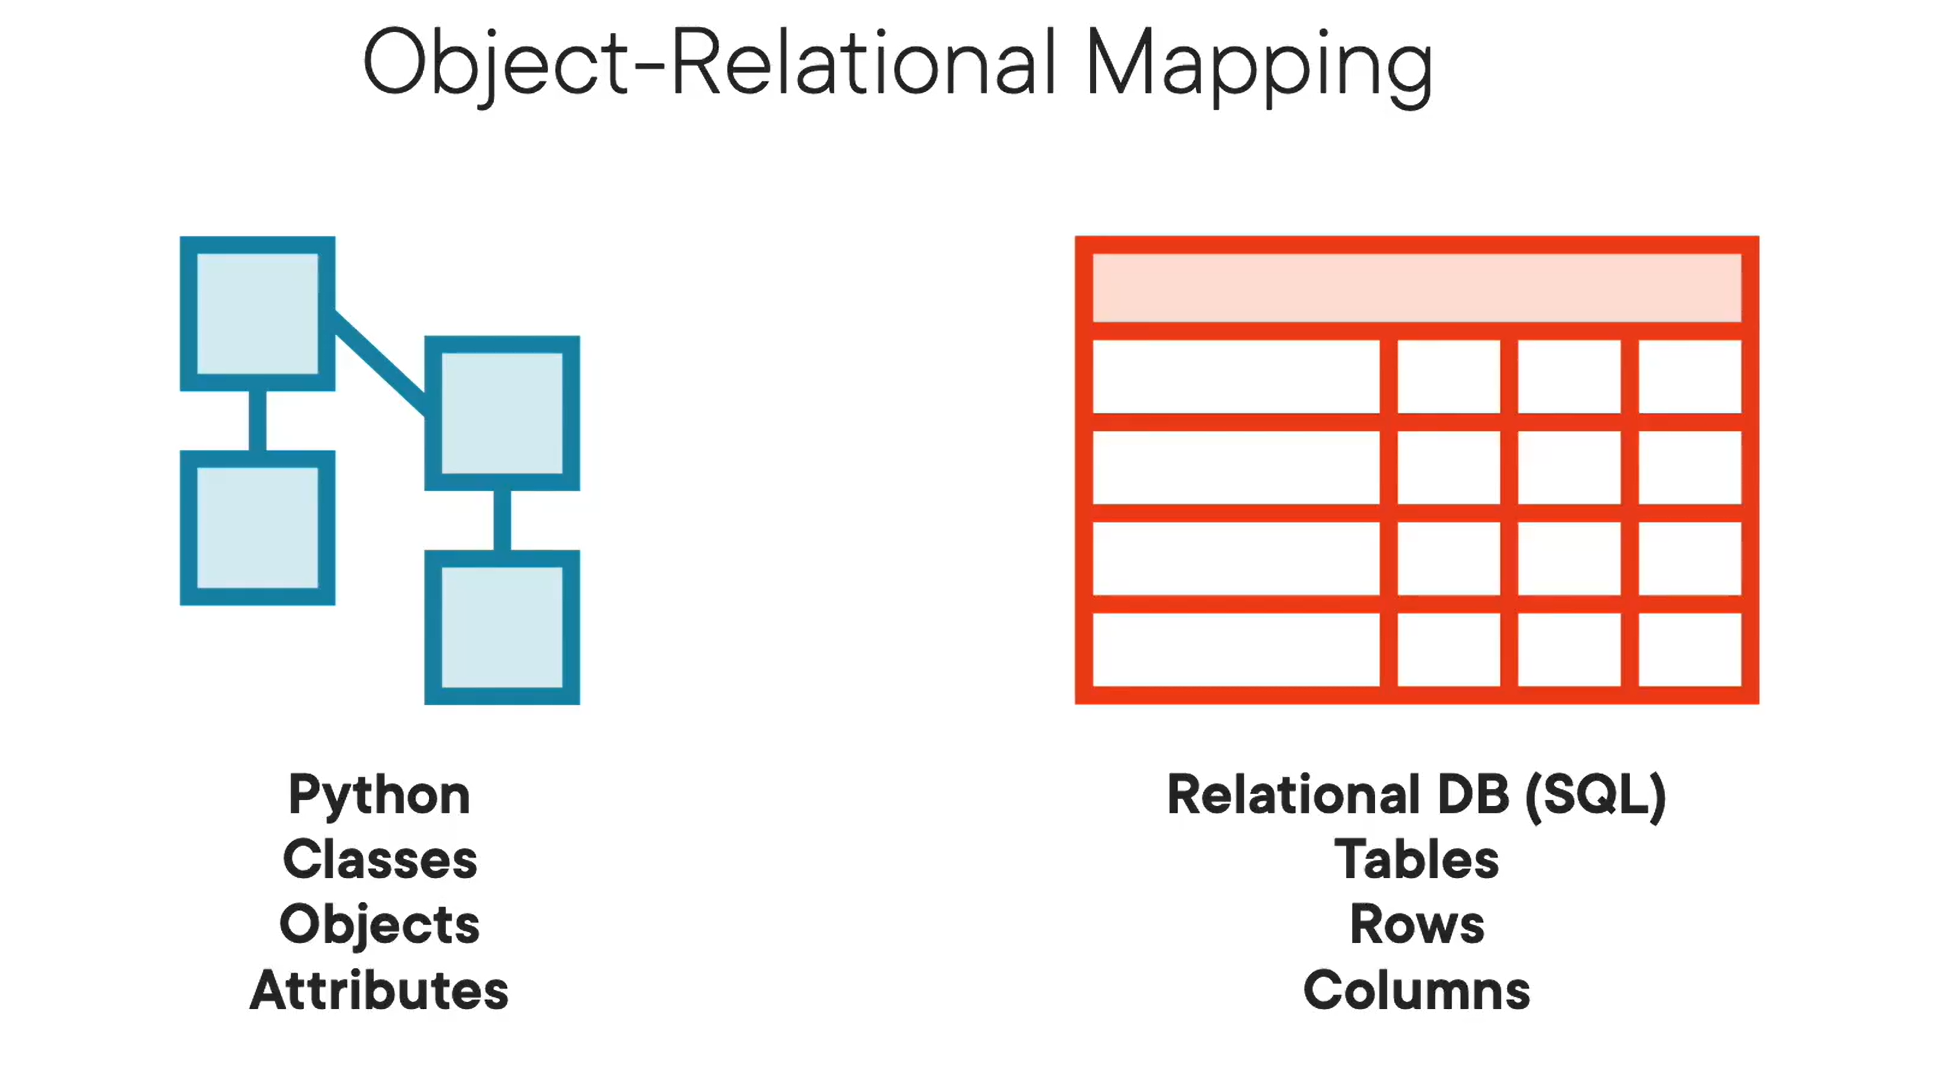 Object-Relational Mapping
Python
Classes
Objects
Attributes
Relational DB (SQL)
Tables
Rows
Columns